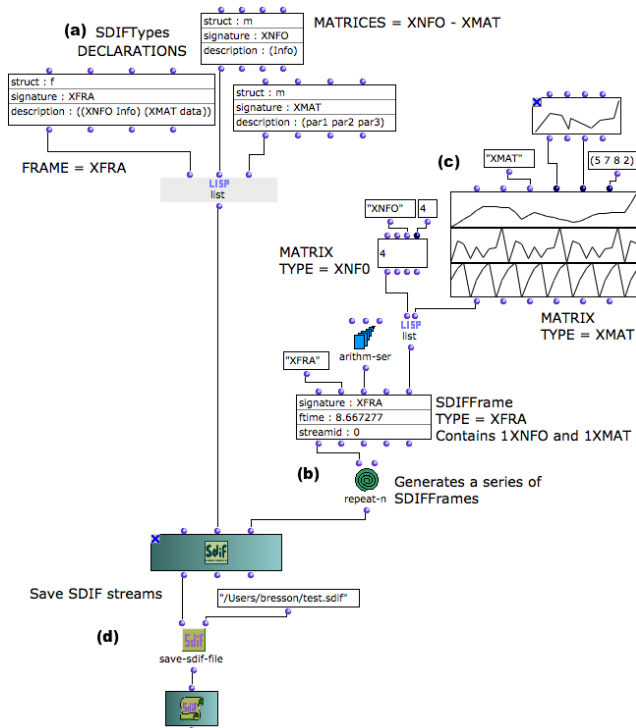 (a) SDIFTypes
DECLARATIONS
struct : m
signature : XNFO
description : (Info)
MATRICES = XNFO - XMAT
struct : f
signature : XFRA
description : ((XNFO Info) (XMAT data))
struct : m
signature : XMAT
description : (par1 par2 par3)
FRAME = XFRA
LISP
list
(c)
"XMAT"
(5 7 8 2)
"XNFO"
4
MATRIX
TYPE = XNF0
4
MATRIX
TYPE = XMAT
LISP
list
arithm-ser
"XFRA"
signature : XFRA
ftime : 8.667277
streamid : 0
SDIFFrame
TYPE = XFRA
Contains 1XNFO and 1XMAT
(b)
repeat-n
Generates a series of
SDIFFrames
SdiF
Save SDIF streams
"/Users/bresson/test.sdif"
(d)
SdiF
save-sdif-file
SdiF